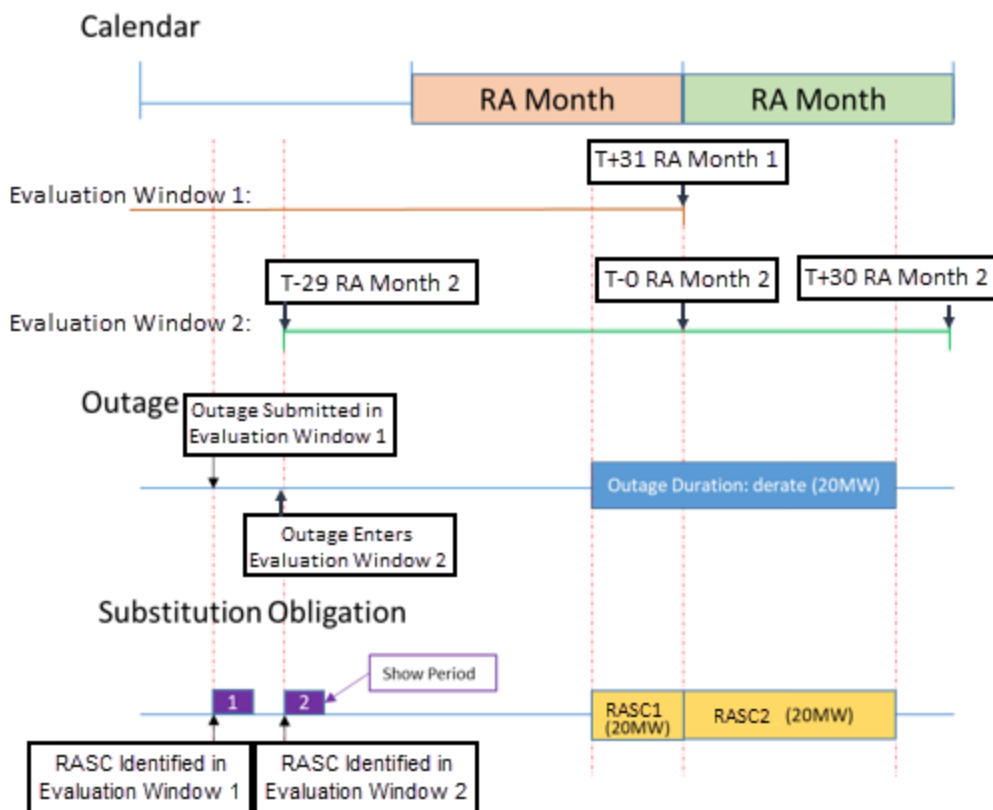 Calendar
RA Month
RA Month
T+31 RA Month 1
Evaluation Window 1:
T-29 RA Month 2
T-0 RA Month 2
T+30 RA Month 2
Evaluation Window 2:
Outage
Outage Submitted in
Evaluation Window 1
Outage Duration: derate (20MW)
Outage Enters
Evaluation Window 2
Substitution Obligation
Show Period
1
2
RASC1
(20MW)
RASC2 (20MW)
RASC Identified in
Evaluation Window 1
RASC Identified in
Evaluation Window 2